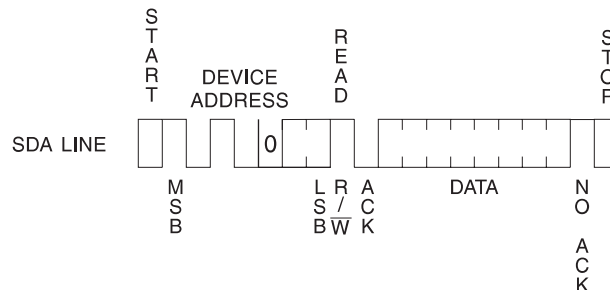 START
DEVICE
ADDRESS
READ
STOP
SDA LINE
0
MSB
LSB
R/W
ACK
DATA
NO ACK